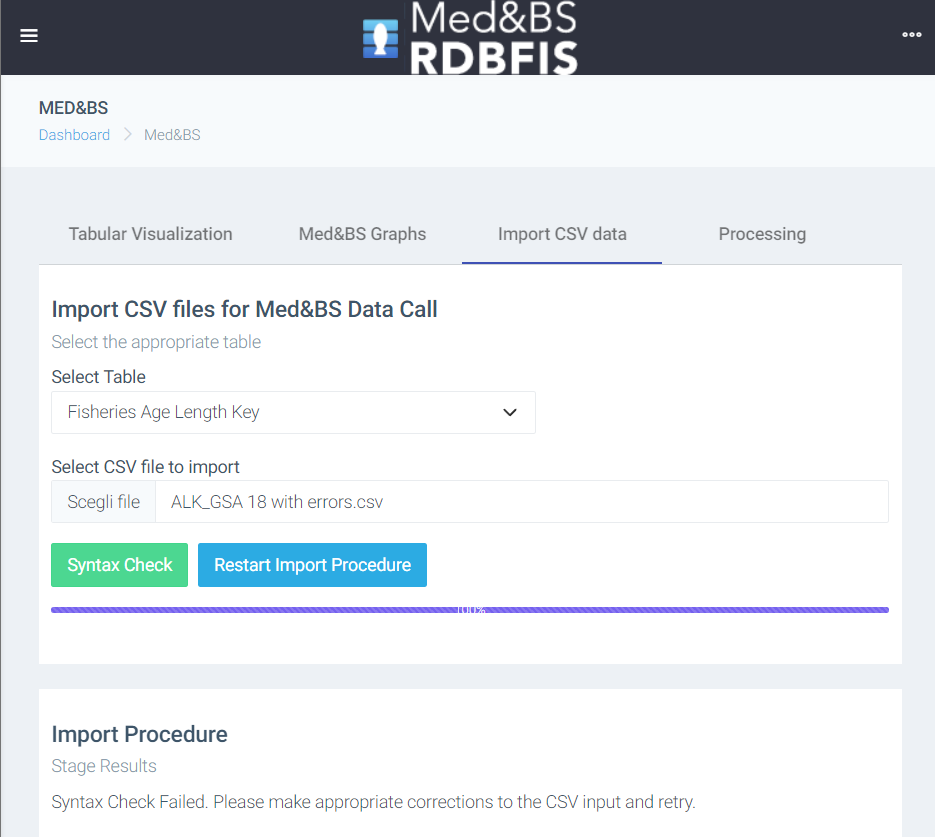 Med&BS
RDBFIS
MED&BS
Dashboard Med&BS
Tabular Visualization Med&BS Graphs Import CSV data Processing
Import CSV files for Med&BS Data Call
Select the appropriate table
Select Table
Fisheries Age Length Key
Select CSV file to import
Scegli file ALK_GSA 18 with errors.csv
Syntax Check Restart Import Procedure
100%
Import Procedure
Stage Results
Syntax Check Failed. Please make appropriate corrections to the CSV input and retry.